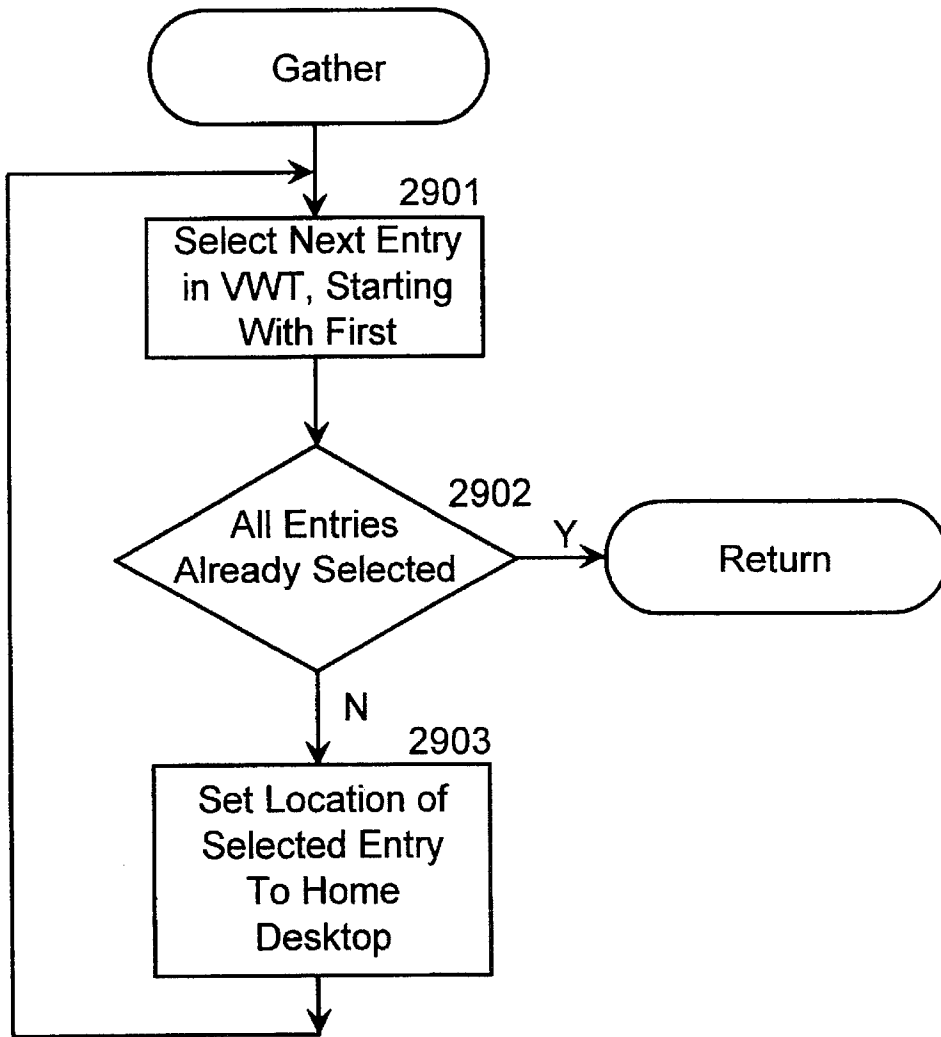 Gather
2901
Select Next Entry
in VWT, Starting
With First
2902
All Entries
Already Selected
Y
Return
N
2903
Set Location of
Selected Entry
To Home
Desktop